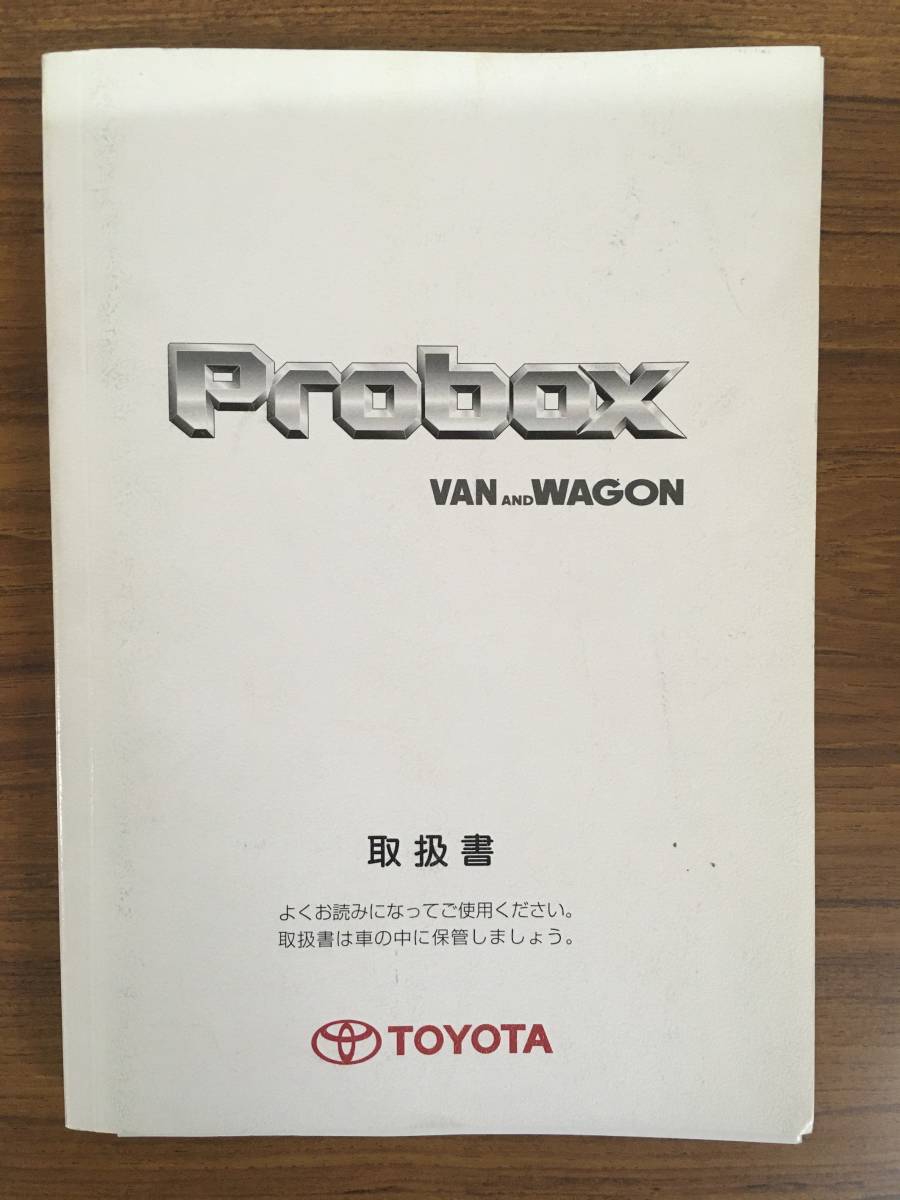 Probox
VAN AND WAGON
取扱書
よくお読みになってご使用ください。
取扱書は車の中に保管しましょう。
TOYOTA